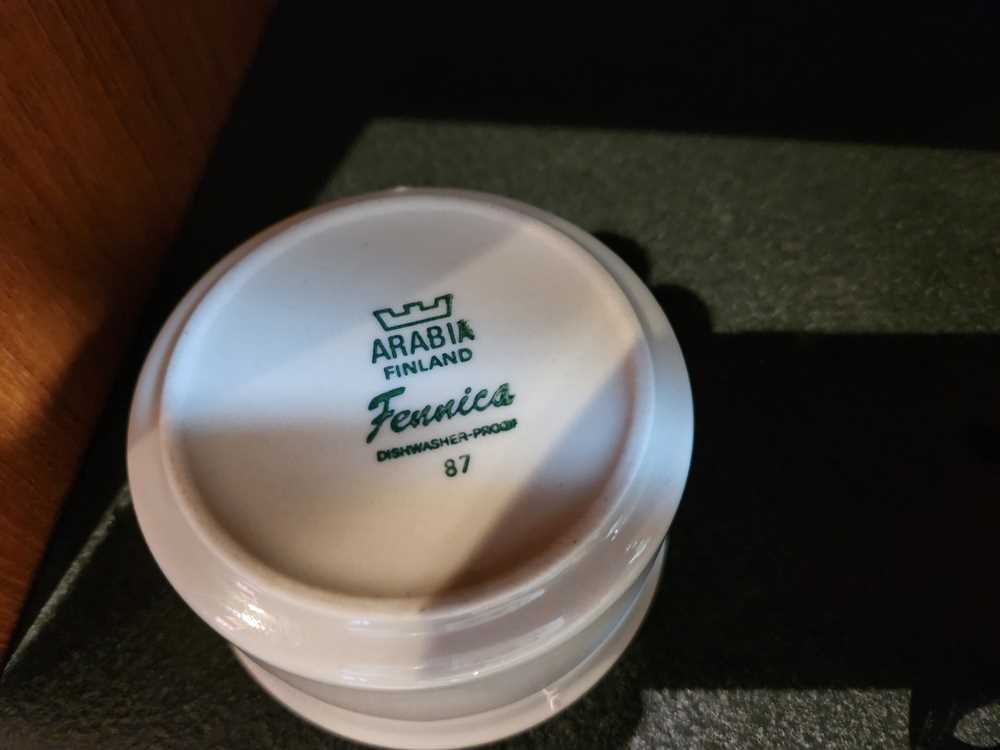 ARABIA
FINLAND
Fennica
DISHWASHER-PROOF
87